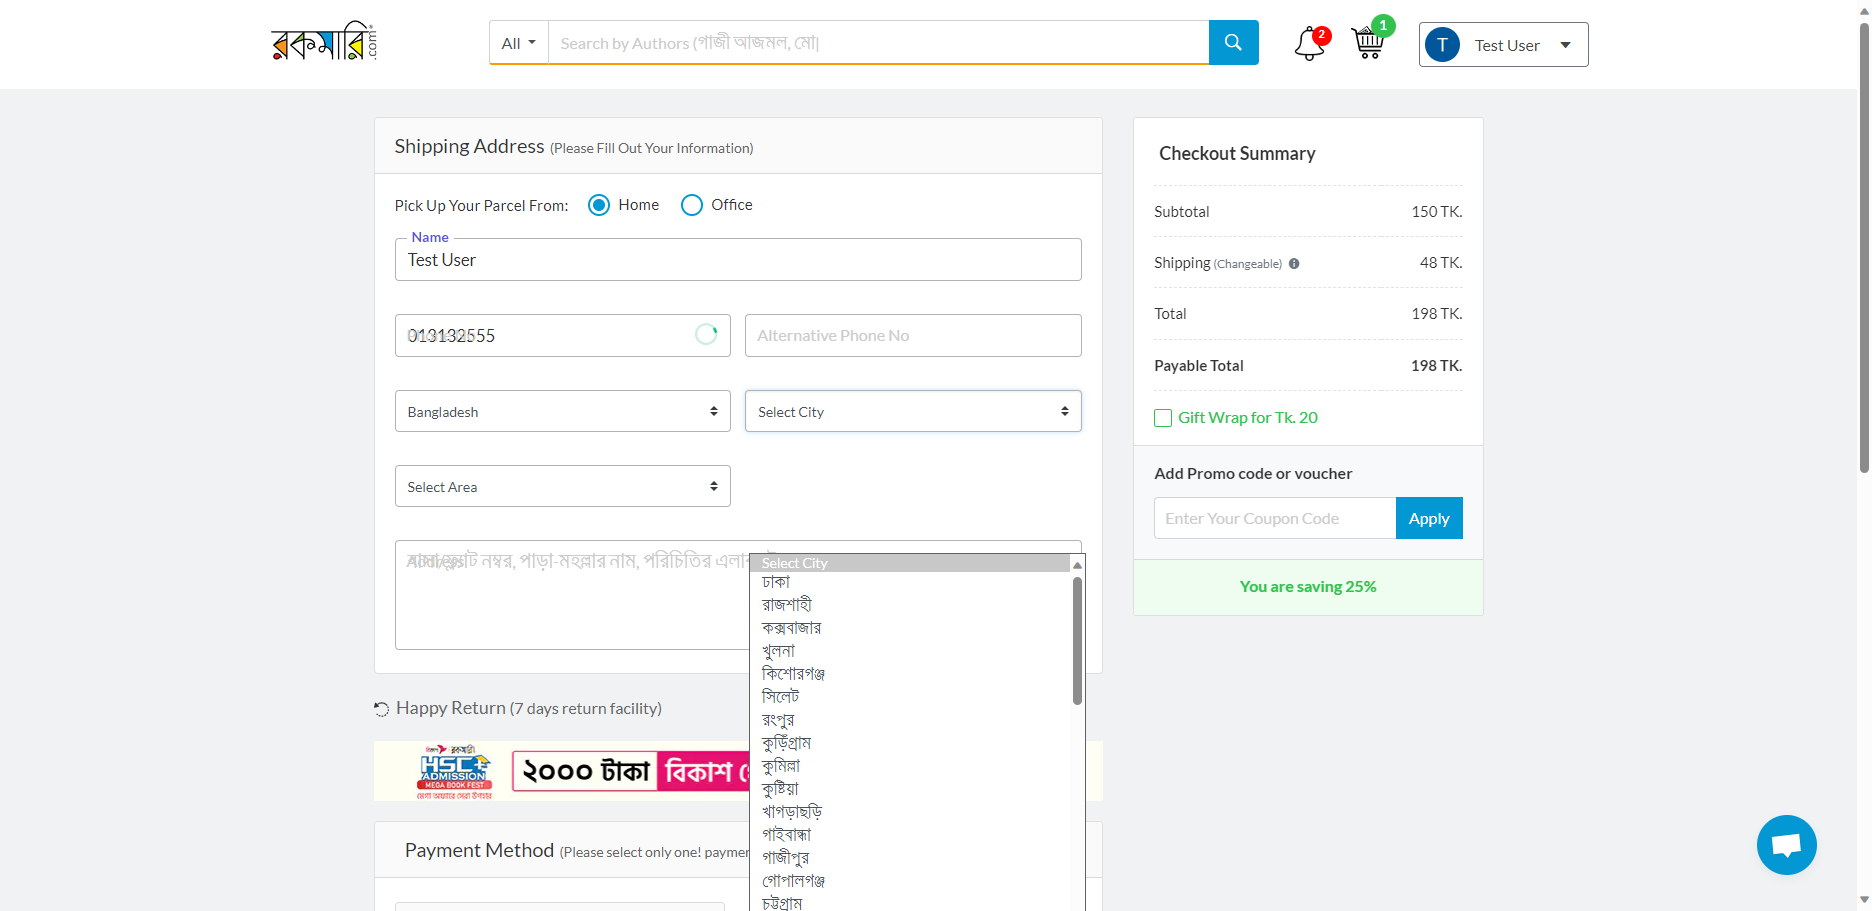 রকমারি.com
All
Search by Authors (গাজী আজমল, মো|
2
1
T Test User
Shipping Address (Please Fill Out Your Information)
Pick Up Your Parcel From: Home Office
Name
Test User
013132555
Alternative Phone No
Bangladesh
Select City
Select Area
নম্বর, পাড়া-মহল্লার নাম, পরিচিতির
Select City
ঢাকা
রাজশাহী
কক্সবাজার
খুলনা
কিশোরগঞ্জ
সিলেট
রংপুর
কুড়িগ্রাম
কুমিল্লা
কুষ্টিয়া
খাগড়াছড়ি
গাইবান্ধা
গাজীপুর
গোপালগঞ্জ
চট্টগ্রাম
Happy Return (7 days return facility)
বিকাশ রকমারি
HSC+
ADMISSION
MEGA BOOK FEST
মেগা অফারে সেরা উপহার
২০০০ টাকা বিকাশ
Payment Method (Please select only one! paymen
Checkout Summary
Subtotal 150 TK.
Shipping (Changeable) 48 TK.
Total 198 TK.
Payable Total 198 TK.
Gift Wrap for Tk. 20
Add Promo code or voucher
Enter Your Coupon Code
Apply
You are saving 25%